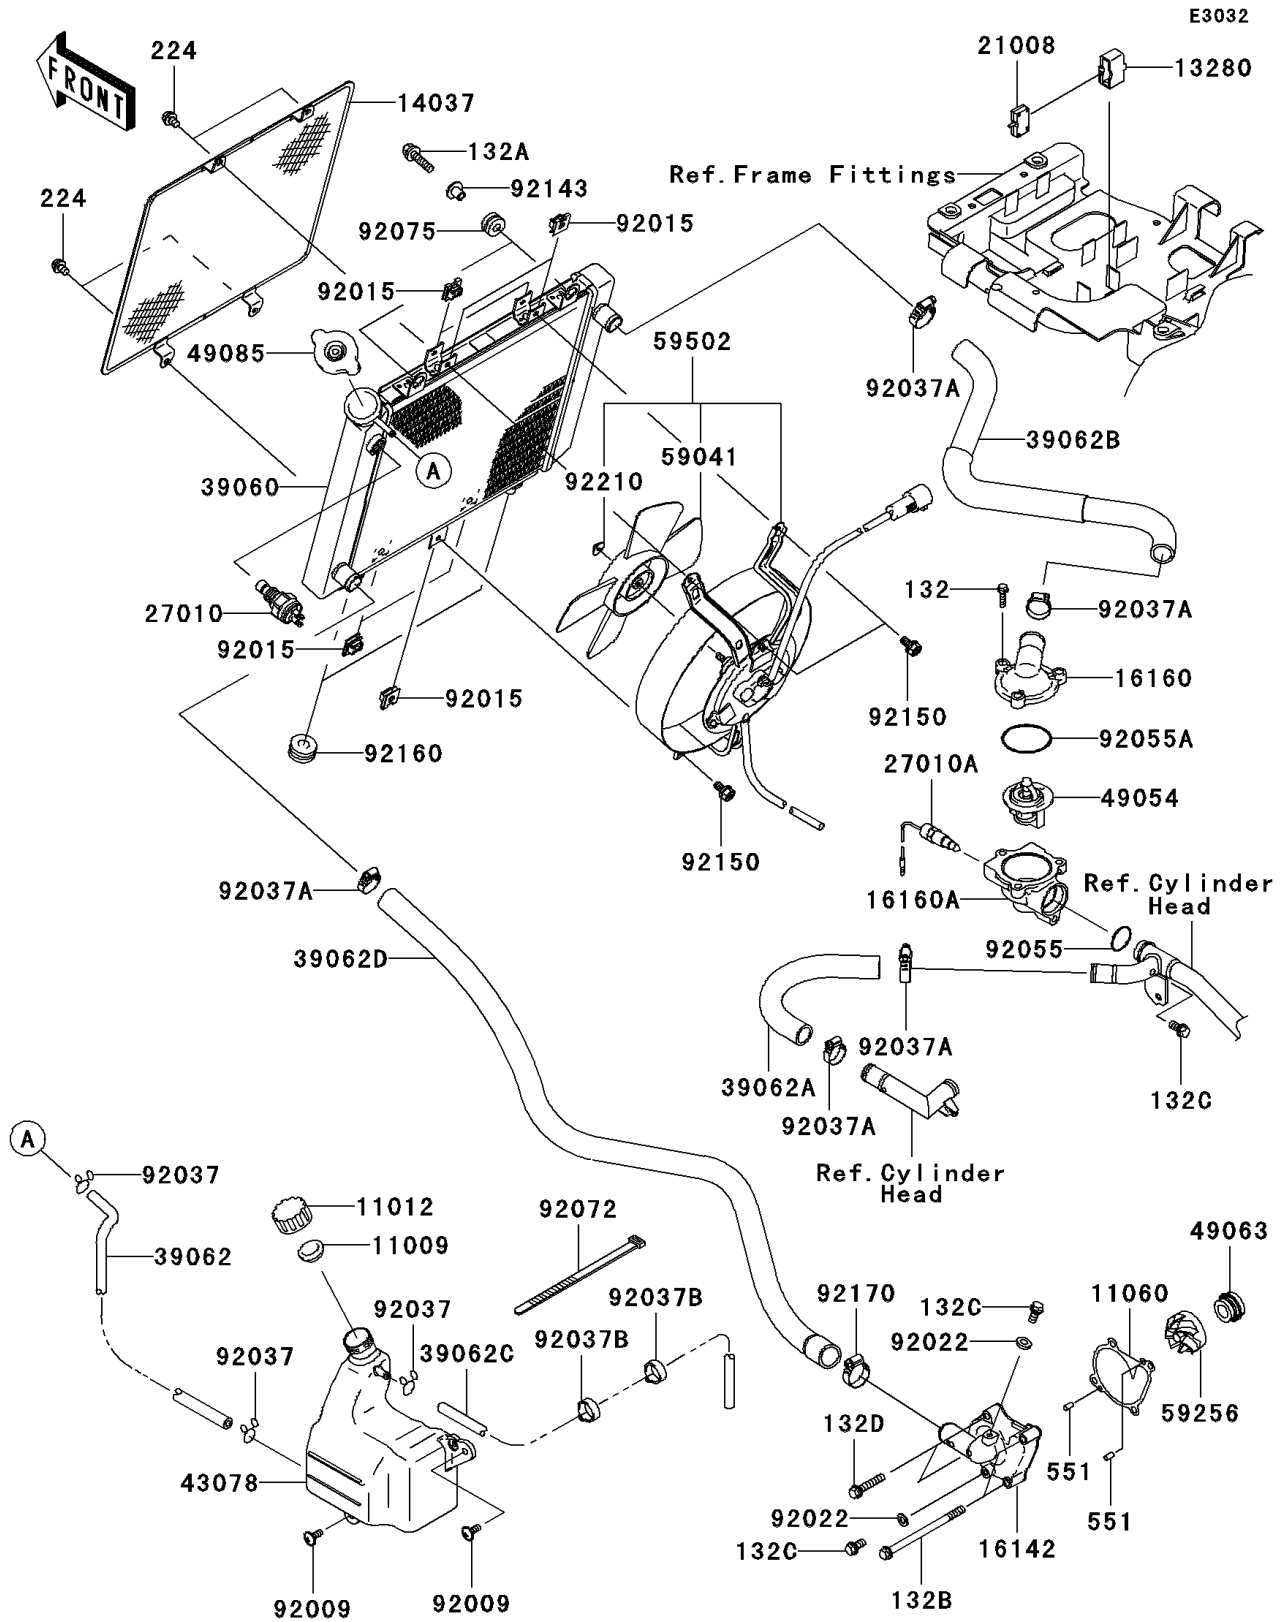 E3032
224
21008
13280
FRONT
14037
132A
Ref.Frame Fittings
92143
224
92075
92015
92015
49085
59502
92037A
39062B
59041
A
92210
39060
132
92037A
27010
92015
16160
92015
92150
92055A
92160
27010A
49054
92150
92037A
16160A
Ref.Cylinder
Head
92055
39062D
92037A
39062A
132C
92037A
A
92037
Ref.Cylinder
Head
11012
92072
49063
11009
39062
92037
92037B
92170
132C
11060
92037B
92022
92037
39062C
59256
132D
551
43078
92022
551
132C
16142
92009
92009
132B